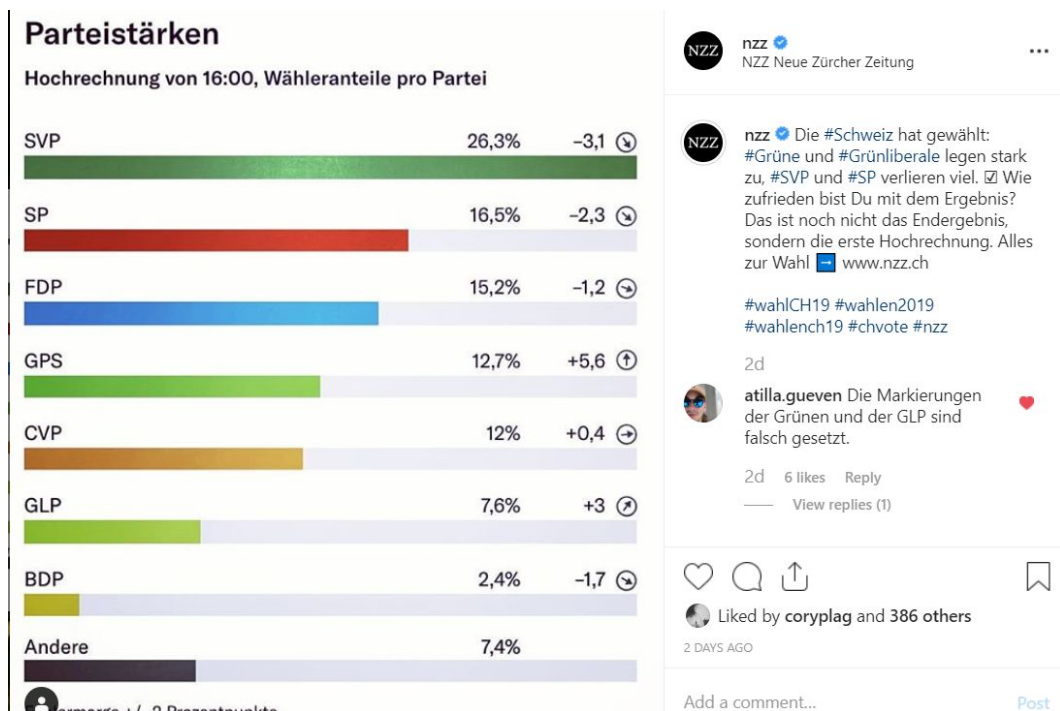 Parteistärken
Hochrechnung von 16:00, Wähleranteile pro Partei
SVP 26,3% –3,1
SP 16,5% –2,3
FDP 15,2% –1,2
GPS 12,7% +5,6
CVP 12% +0,4
GLP 7,6% +3
BDP 2,4% –1,7
Andere 7,4%
+/- 2 Prozentpunkte
NZZ
nzz
NZZ Neue Zürcher Zeitung
NZZ
nzz Die #Schweiz hat gewählt:
#Grüne und #Grünliberale legen stark
zu, #SVP und #SP verlieren viel. ☑ Wie
zufrieden bist Du mit dem Ergebnis?
Das ist noch nicht das Endergebnis,
sondern die erste Hochrechnung. Alles
zur Wahl ➡ www.nzz.ch
#wahlCH19 #wahlen2019
#wahlench19 #chvote #nzz
2d
atilla.gueven Die Markierungen
der Grünen und der GLP sind
falsch gesetzt.
2d 6 likes Reply
View replies (1)
Liked by coryplag and 386 others
2 DAYS AGO
Add a comment... Post